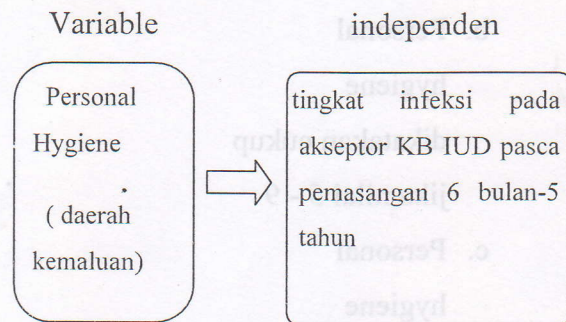 Variable independen
Personal
Hygiene
( daerah
kemaluan)
tingkat infeksi pada
akseptor KB IUD pasca
pemasangan 6 bulan-5
tahun